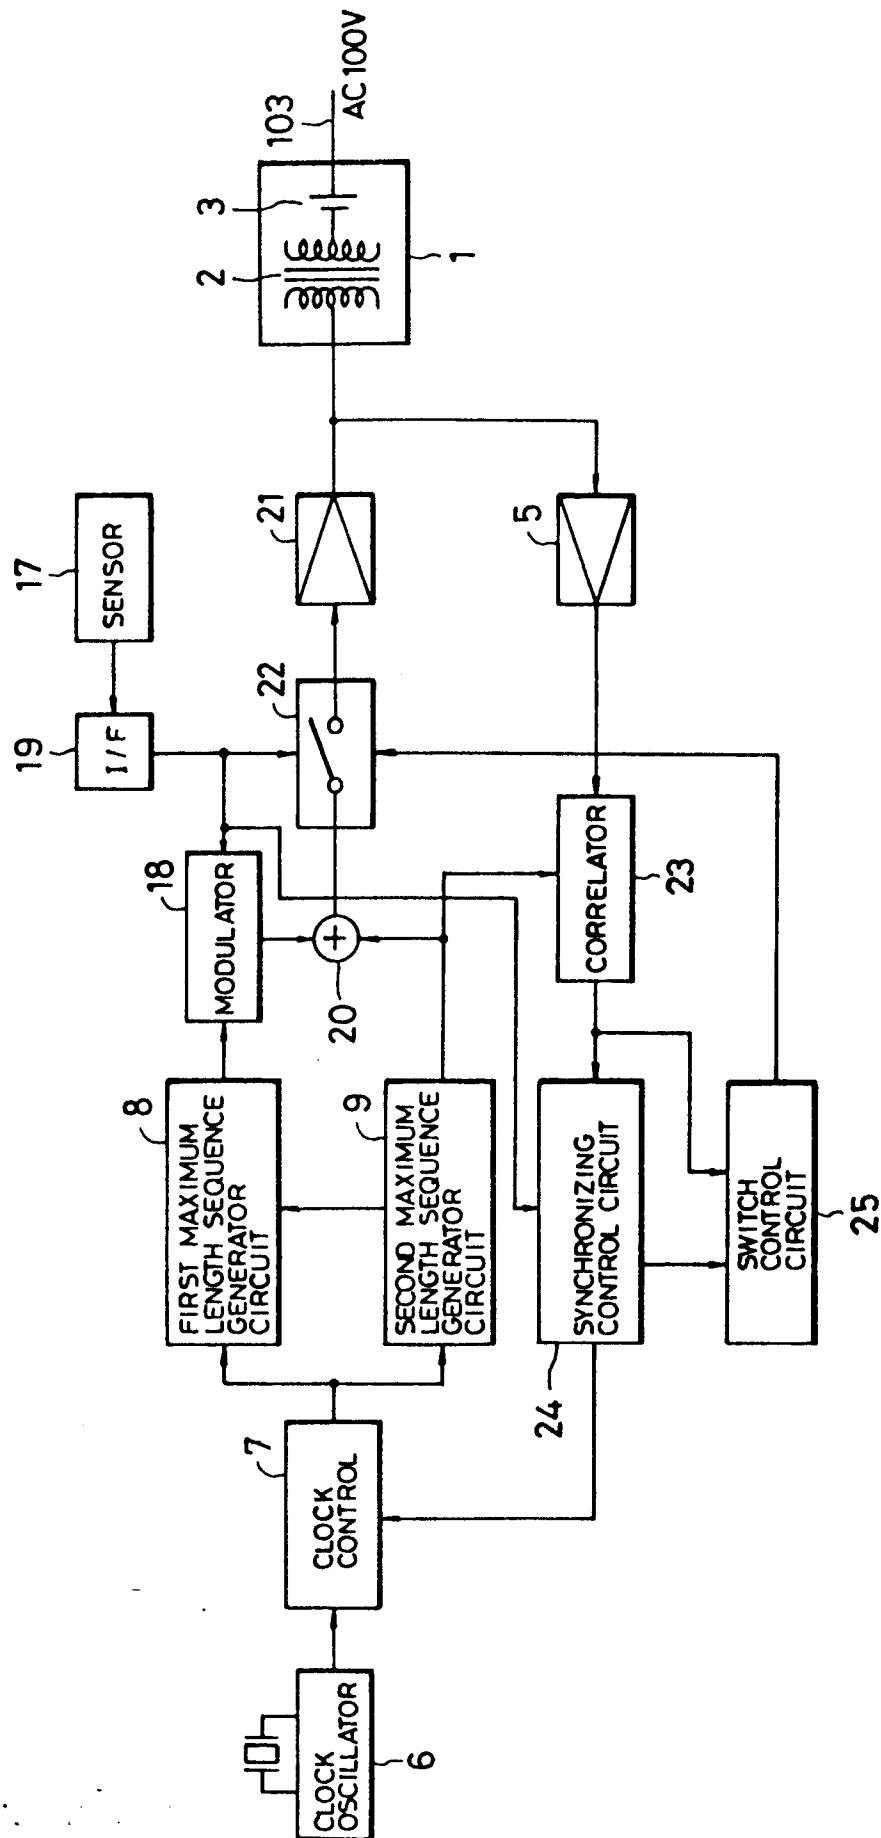 17
SENSOR
19
I/F
18
MODULATOR
8
FIRST MAXIMUM
LENGTH SEQUENCE
GENERATOR
CIRCUIT
7
CLOCK
CONTROL
CLOCK
OSCILLATOR
6
9
SECOND MAXIMUM
LENGTH SEQUENCE
GENERATOR
CIRCUIT
20
+
22
21
2
3
1
103
AC100V
5
CORRELATOR
23
SYNCHRONIZING
CONTROL CIRCUIT
24
SWITCH
CONTROL
CIRCUIT
25